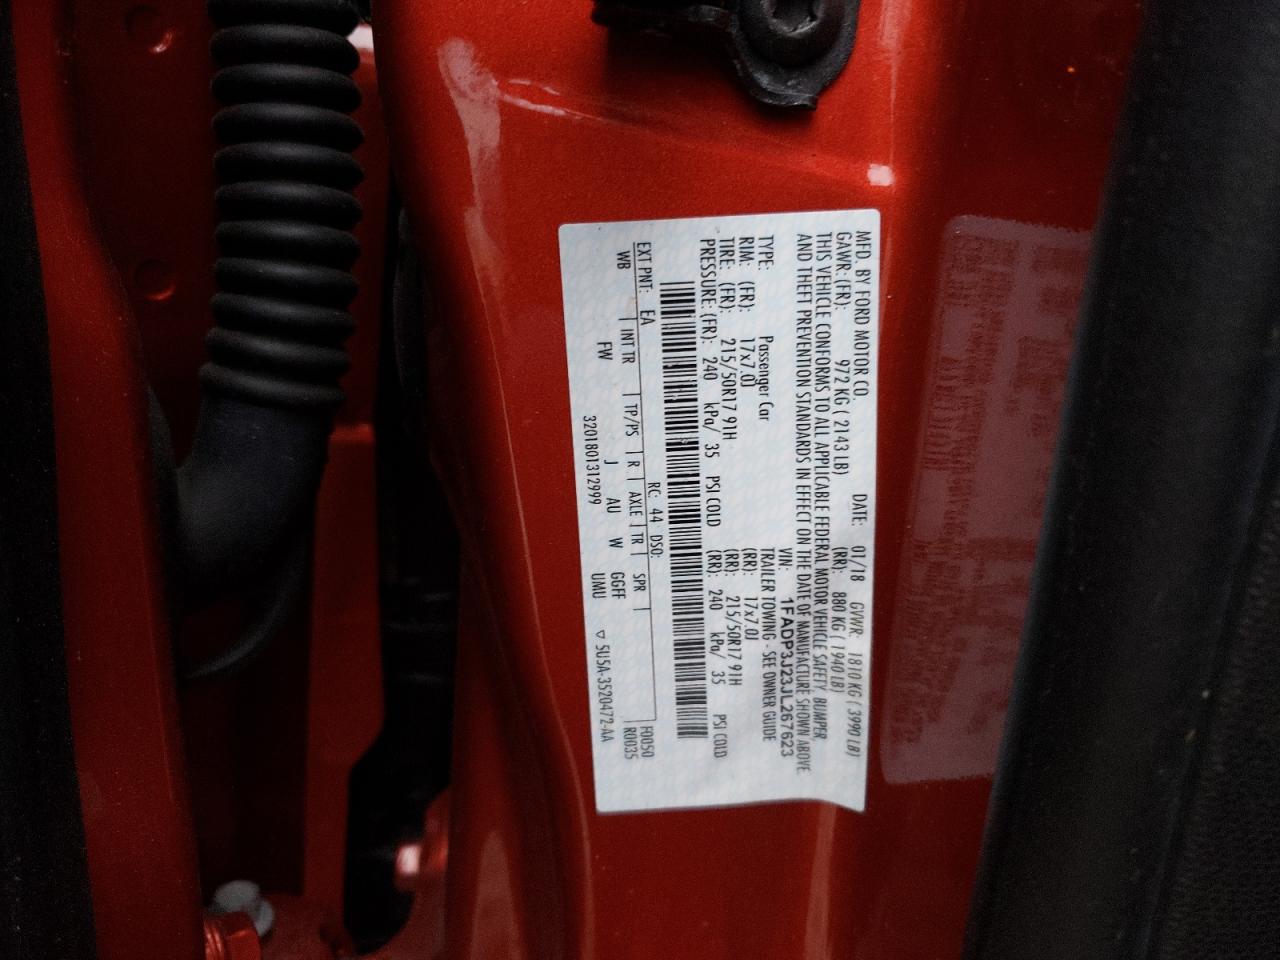 MFD. BY FORD MOTOR CO.
DATE: 01/18 GVWR: 1810 KG ( 3990 LB)
GAWR: (FR): 972 KG ( 2143 LB) (RR): 880 KG ( 1940 LB)
THIS VEHICLE CONFORMS TO ALL APPLICABLE FEDERAL MOTOR VEHICLE SAFETY, BUMPER,
AND THEFT PREVENTION STANDARDS IN EFFECT ON THE DATE OF MANUFACTURE SHOWN ABOVE
VIN: 1FADP3J23JL267623
TYPE: Passenger Car TRAILER TOWING - SEE OWNER GUIDE
RIM: (FR): 17x7.0J (RR): 17x7.0J
TIRE: (FR): 215/50R17 91H (RR): 215/50R17 91H
PRESSURE: (FR): 240 kPa/ 35 PSI COLD (RR): 240 kPa/ 35 PSI COLD
RC: 44 DSO: F0050
EXT PNT: EA R0035
WB INT TR TP/PS R AXLE TR SPR
FW J AU W GGFF
3201801312999 UMU 5U5A-3520472-AA